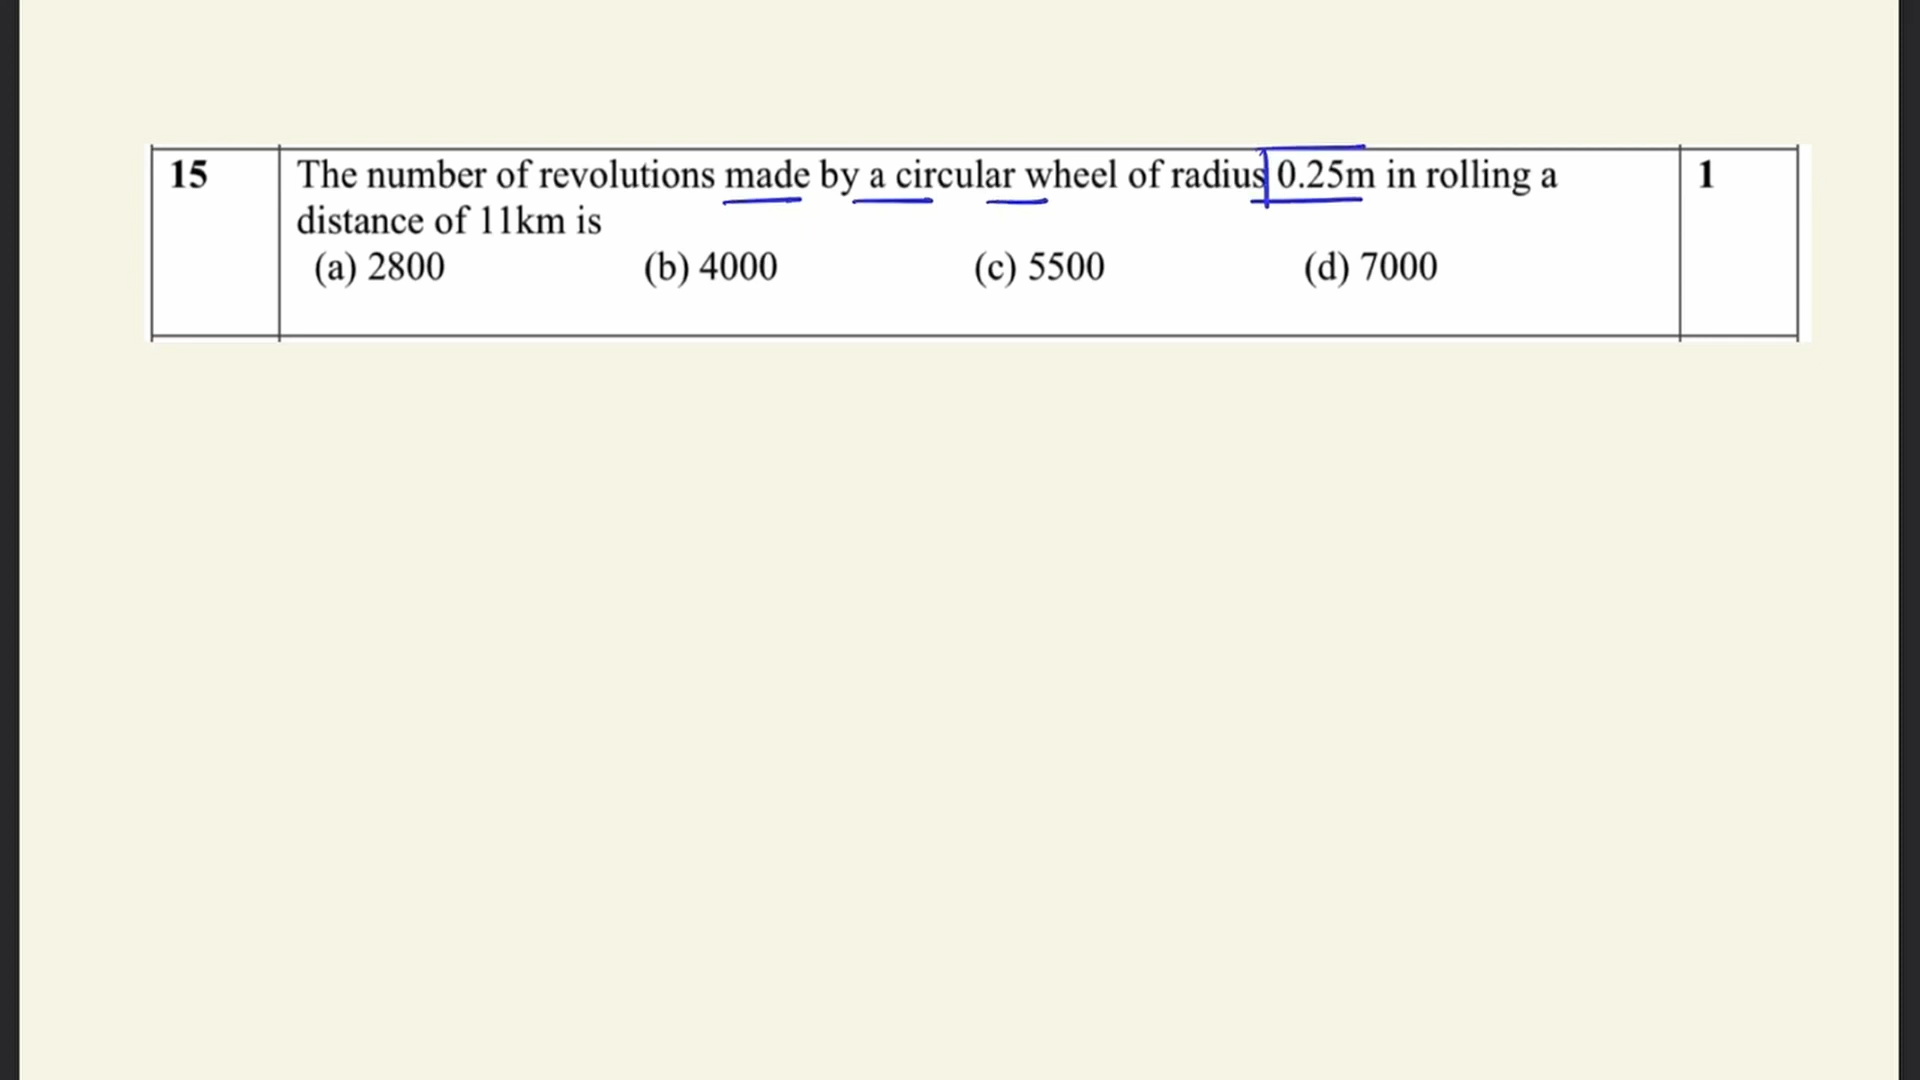 15 The number of revolutions made by a circular wheel of radius 0.25m in rolling a 1
distance of 11km is
(a) 2800 (b) 4000 (c) 5500 (d) 7000